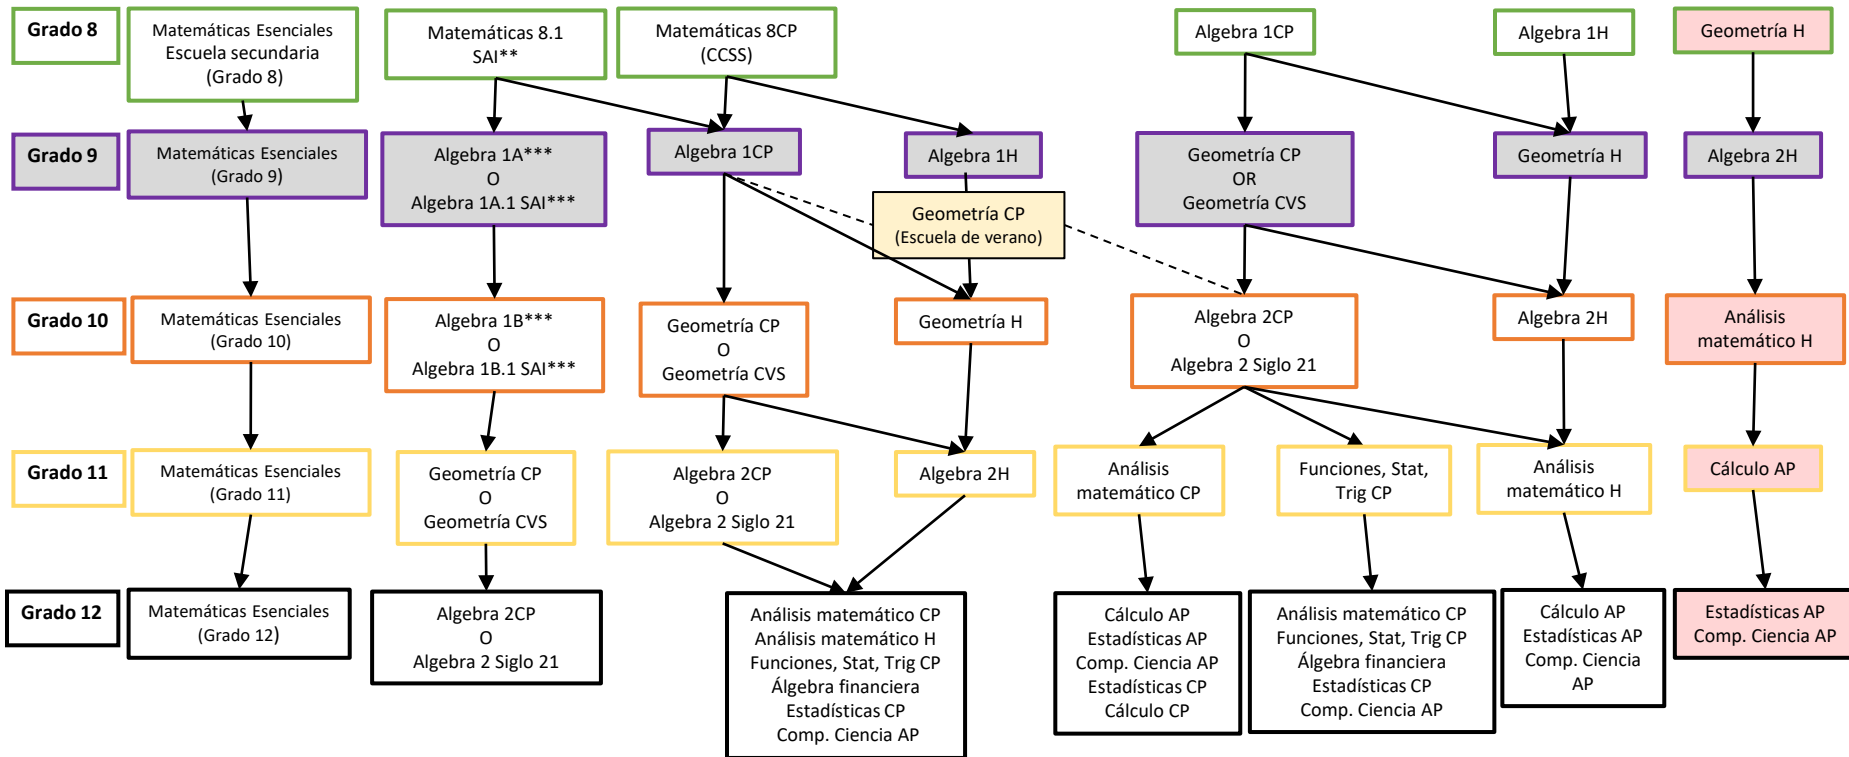 Grado 8
Matemáticas Esenciales
Escuela secundaria
(Grado 8)
Matemáticas 8.1
SAI**
Matemáticas 8CP
(CCSS)
Algebra 1CP
Algebra 1H
Geometría H
Grado 9
Matemáticas Esenciales
(Grado 9)
Algebra 1A***
O
Algebra 1A.1 SAI***
Algebra 1CP
Algebra 1H
Geometría CP
OR
Geometría CVS
Geometría H
Algebra 2H
Geometría CP
(Escuela de verano)
Grado 10
Matemáticas Esenciales
(Grado 10)
Algebra 1B***
O
Algebra 1B.1 SAI***
Geometría CP
O
Geometría CVS
Geometría H
Algebra 2CP
O
Algebra 2 Siglo 21
Algebra 2H
Análisis
matemático H
Grado 11
Matemáticas Esenciales
(Grado 11)
Geometría CP
O
Geometría CVS
Algebra 2CP
O
Algebra 2 Siglo 21
Algebra 2H
Análisis
matemático CP
Funciones, Stat,
Trig CP
Análisis
matemático H
Cálculo AP
Grado 12
Matemáticas Esenciales
(Grado 12)
Algebra 2CP
O
Algebra 2 Siglo 21
Análisis matemático CP
Análisis matemático H
Funciones, Stat, Trig CP
Álgebra financiera
Estadísticas CP
Comp. Ciencia AP
Cálculo AP
Estadísticas AP
Comp. Ciencia AP
Estadísticas CP
Cálculo CP
Análisis matemático CP
Funciones, Stat, Trig CP
Álgebra financiera
Estadísticas CP
Comp. Ciencia AP
Cálculo AP
Estadísticas AP
Comp. Ciencia
AP
Estadísticas AP
Comp. Ciencia AP